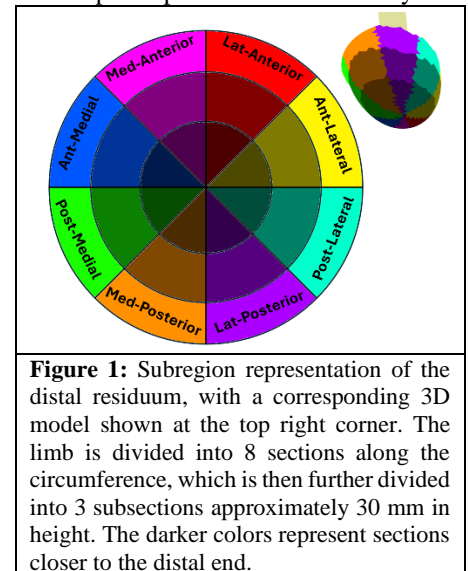 Med-Anterior
Lat-Anterior
Ant-Medial
Ant-Lateral
Post-Medial
Post-Lateral
Med-Posterior
Lat-Posterior
Figure 1: Subregion representation of the
distal residuum, with a corresponding 3D
model shown at the top right corner. The
limb is divided into 8 sections along the
circumference, which is then further divided
into 3 subsections approximately 30 mm in
height. The darker colors represent sections
closer to the distal end.